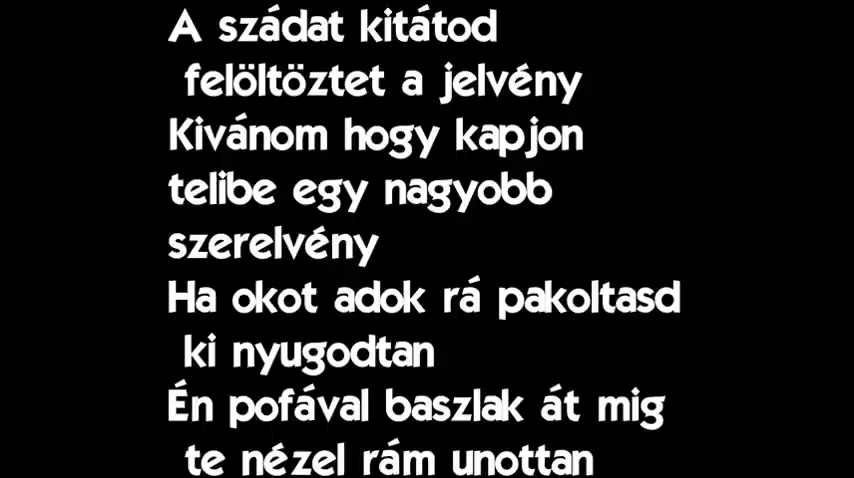 A szádat kitátod
felöltöztet a jelvény
Kivánom hogy kapjon
telibe egy nagyobb
szerelvény
Ha okot adok rá pakoltasd
ki nyugodtan
Én pofával baszlak át mig
te nézel rám unottan